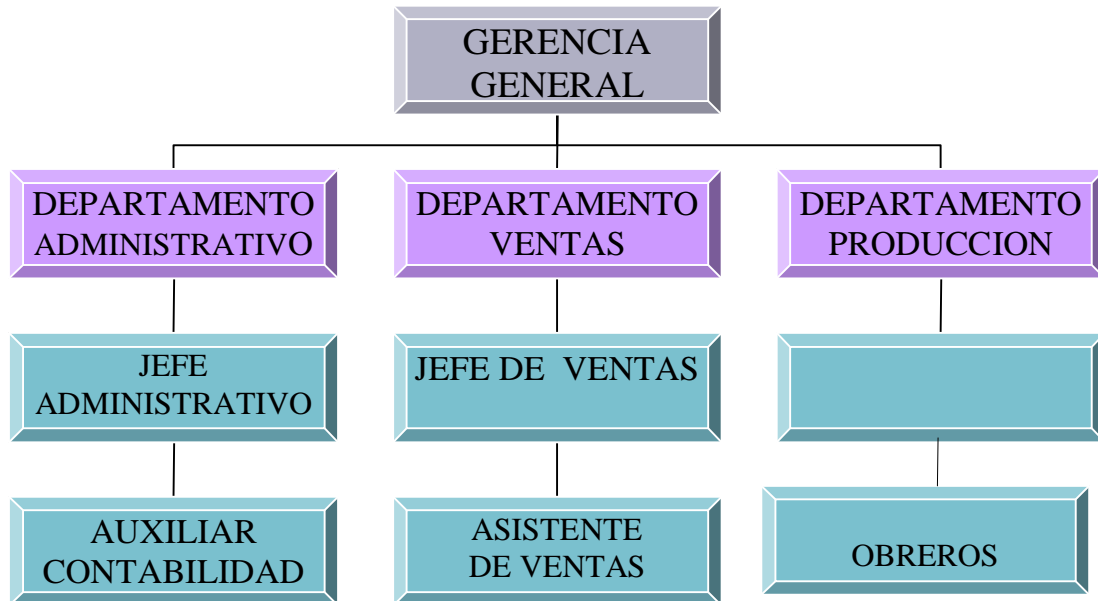 GERENCIA
GENERAL
DEPARTAMENTO
ADMINISTRATIVO
DEPARTAMENTO
VENTAS
DEPARTAMENTO
PRODUCCION
JEFE
ADMINISTRATIVO
JEFE DE VENTAS
AUXILIAR
CONTABILIDAD
ASISTENTE
DE VENTAS
OBREROS